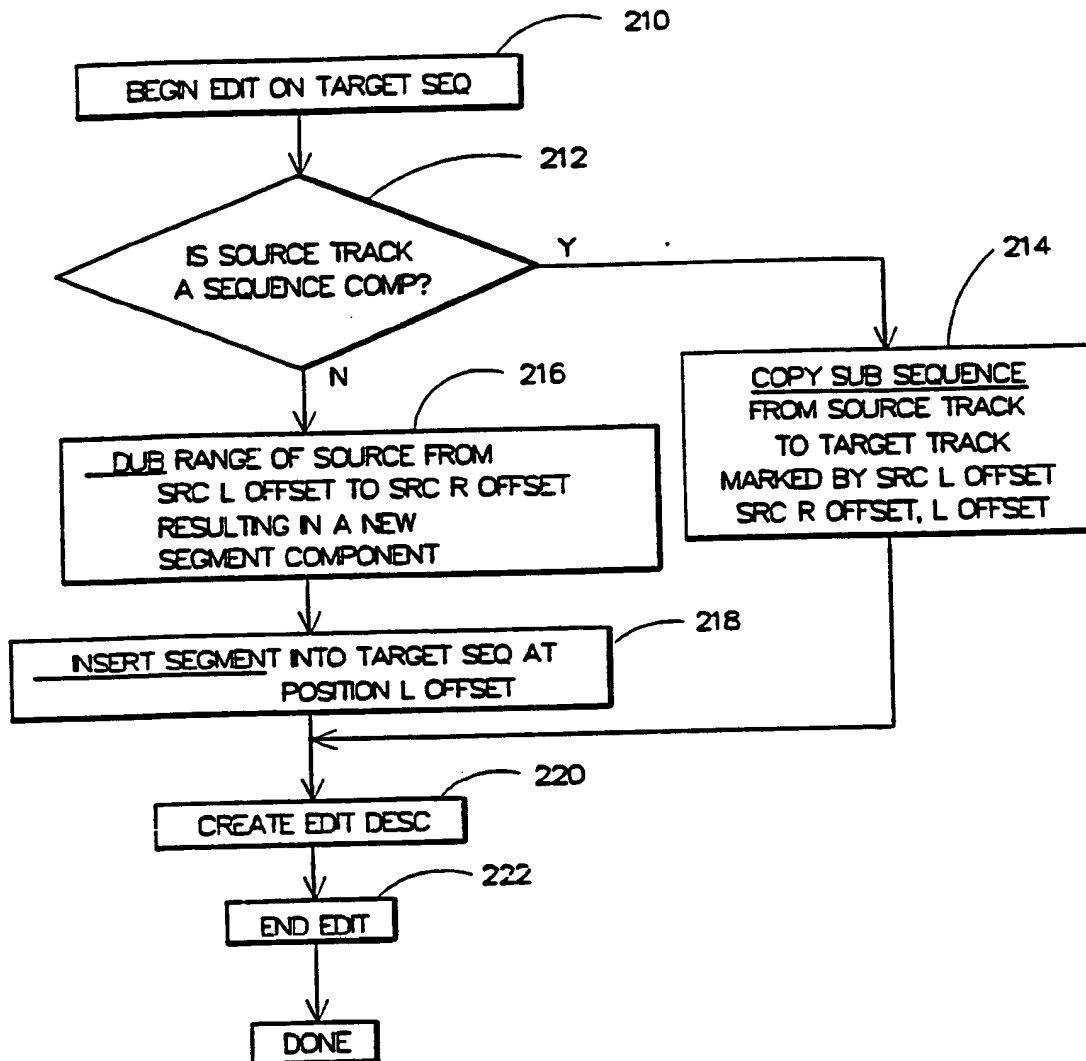 210
BEGIN EDIT ON TARGET SEQ
212
IS SOURCE TRACK
A SEQUENCE COMP?
Y
N
214
COPY SUB SEQUENCE
FROM SOURCE TRACK
TO TARGET TRACK
MARKED BY SRC L OFFSET
SRC R OFFSET, L OFFSET
216
DUB RANGE OF SOURCE FROM
SRC L OFFSET TO SRC R OFFSET
RESULTING IN A NEW
SEGMENT COMPONENT
218
INSERT SEGMENT INTO TARGET SEQ AT
POSITION L OFFSET
220
CREATE EDIT DESC
222
END EDIT
DONE